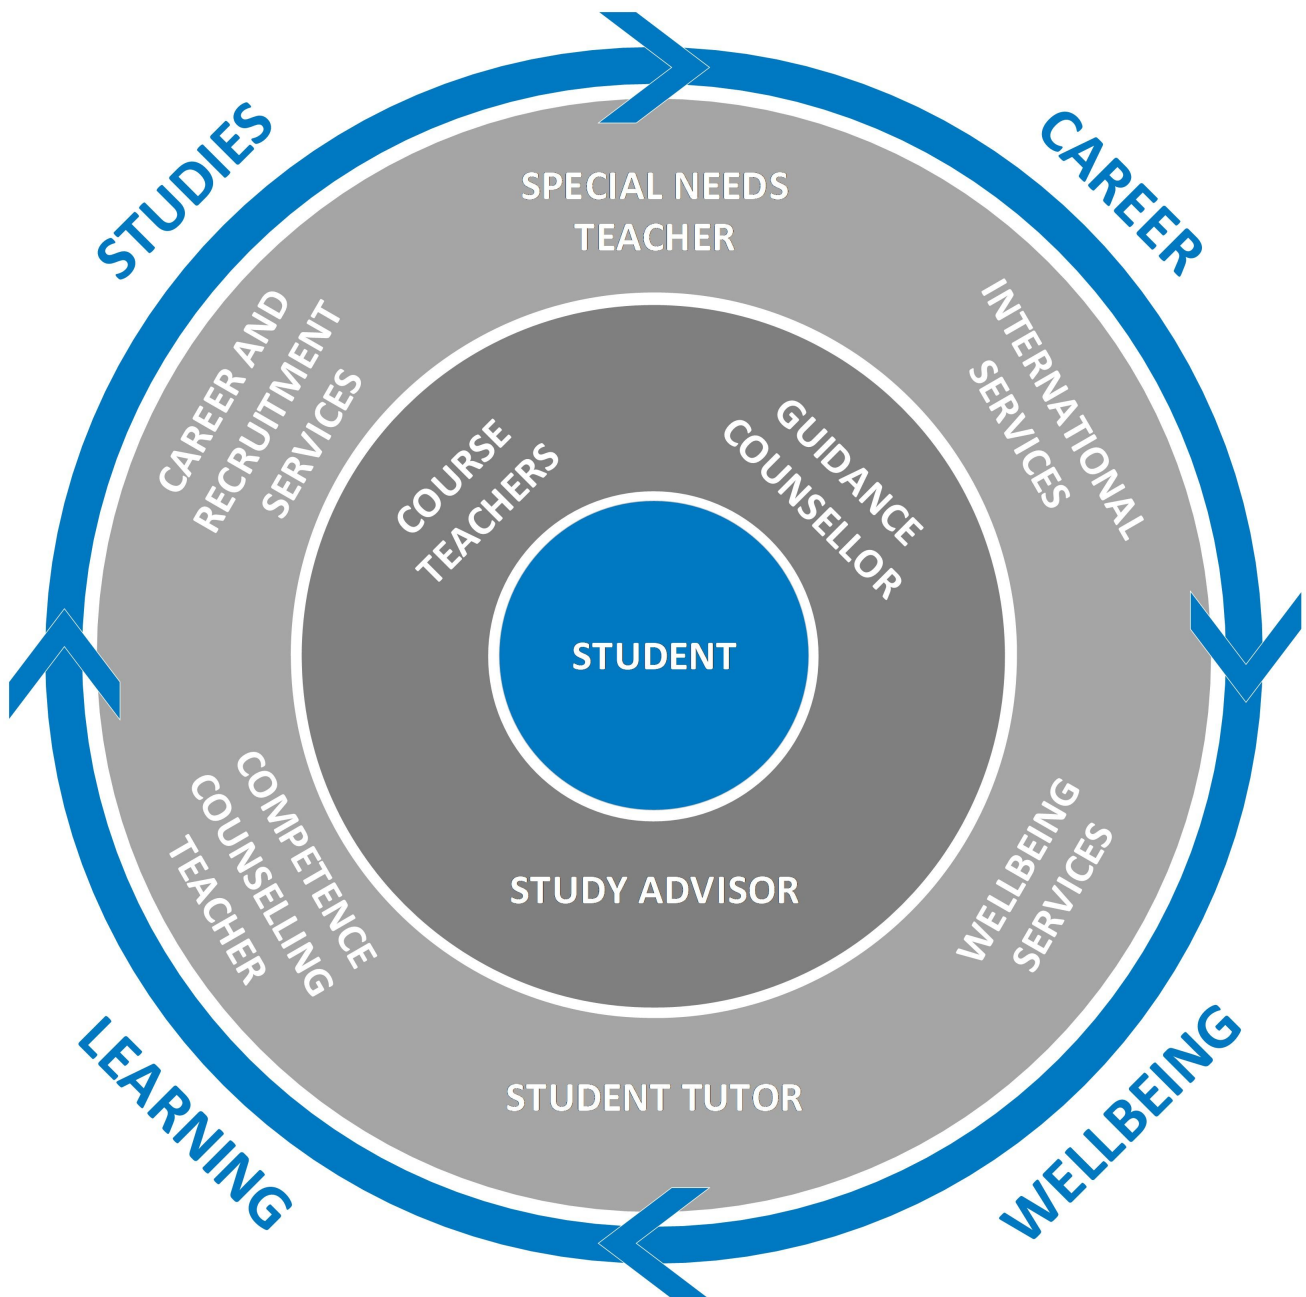 STUDIES
CAREER
SPECIAL NEEDS
TEACHER
CAREER AND
RECRUITMENT
SERVICES
INTERNATIONAL
SERVICES
COURSE
TEACHERS
GUIDANCE
COUNSELLOR
STUDENT
STUDY ADVISOR
COMPETENCE
COUNSELLING
TEACHER
WELLBEING
SERVICES
STUDENT TUTOR
LEARNING
WELLBEING